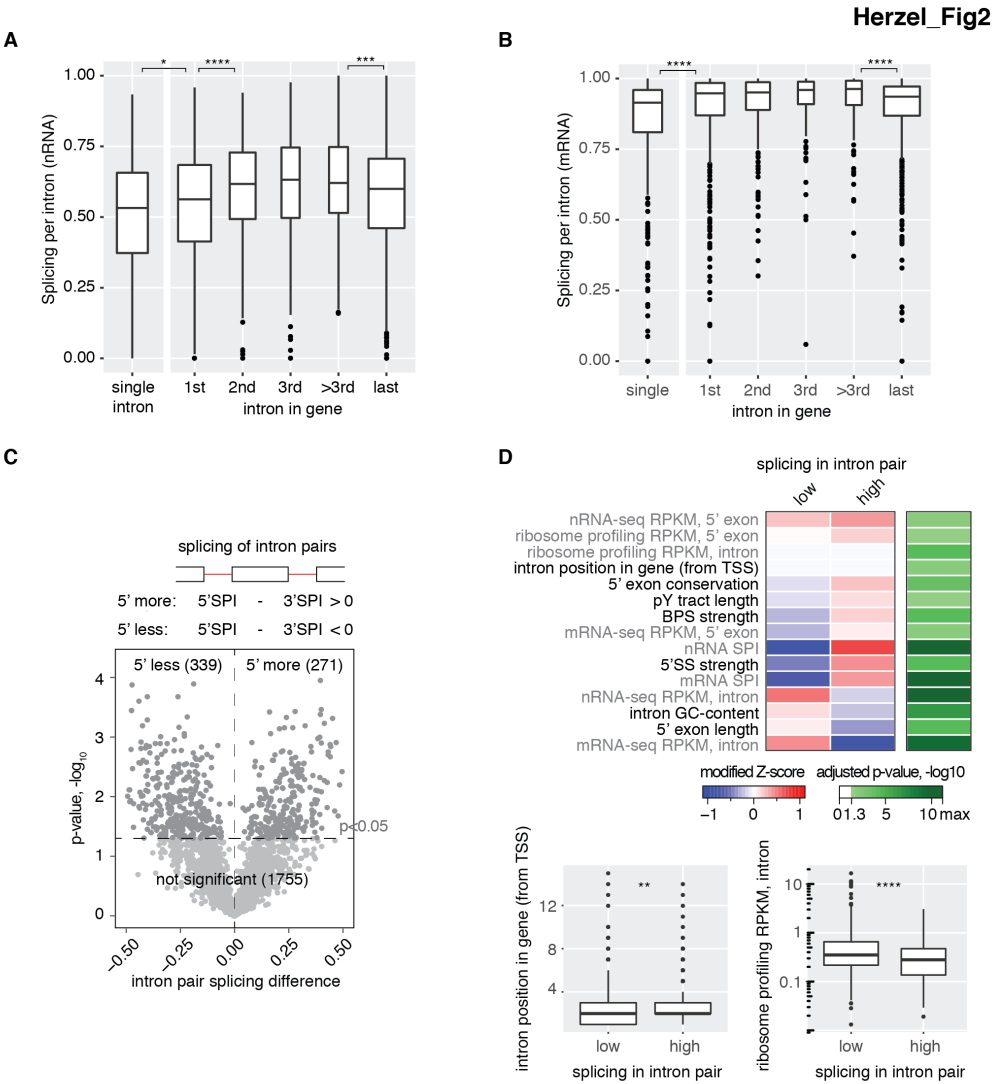 Herzel_Fig2
A
*
****
***
1.00
0.75
0.50
0.25
0.00
Splicing per intron (nRNA)
single
intron
1st
2nd
3rd
>3rd
last
intron in gene
B
****
****
1.00
0.75
0.50
0.25
0.00
Splicing per intron (mRNA)
single
1st
2nd
3rd
>3rd
last
intron in gene
C
splicing of intron pairs
5’ more: 5’SPI - 3’SPI > 0
5’ less: 5’SPI - 3’SPI < 0
5’ less (339)
5’ more (271)
4
3
2
1
0
p-value, -log10
p<0.05
not significant (1755)
−0.50
−0.25
0.00
0.25
0.50
intron pair splicing difference
D
splicing in intron pair
low
high
nRNA-seq RPKM, 5’ exon
ribosome profiling RPKM, 5’ exon
ribosome profiling RPKM, intron
intron position in gene (from TSS)
5’ exon conservation
pY tract length
BPS strength
mRNA-seq RPKM, 5’ exon
nRNA SPI
5’SS strength
mRNA SPI
nRNA-seq RPKM, intron
intron GC-content
5’ exon length
mRNA-seq RPKM, intron
modified Z-score
−1
0
1
adjusted p-value, -log10
0
1.3
5
10
max
intron position in gene (from TSS)
12
8
4
**
low
high
splicing in intron pair
ribosome profiling RPKM, intron
10
1
0.1
****
low
high
splicing in intron pair